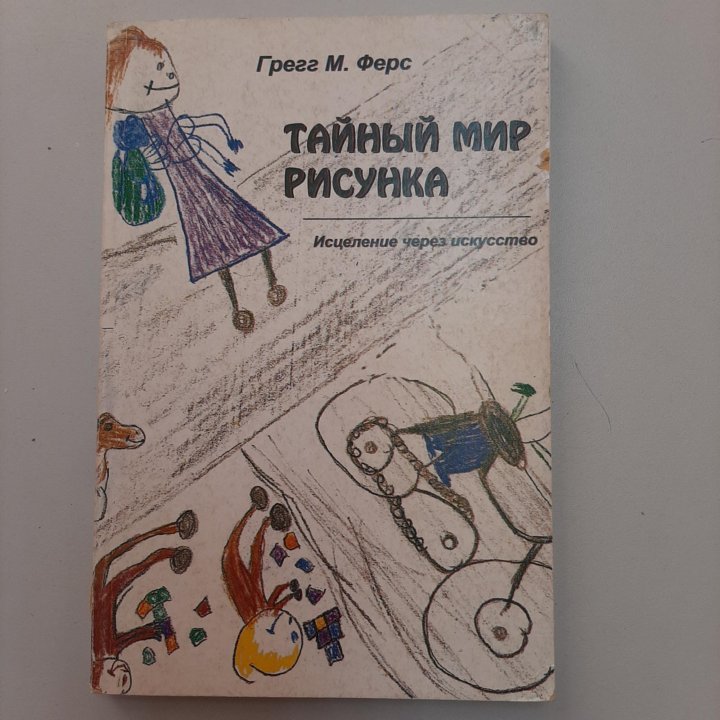 Грегг М. Ферс
ТАЙНЫЙ МИР
РИСУНКА
Исцеление через искусство